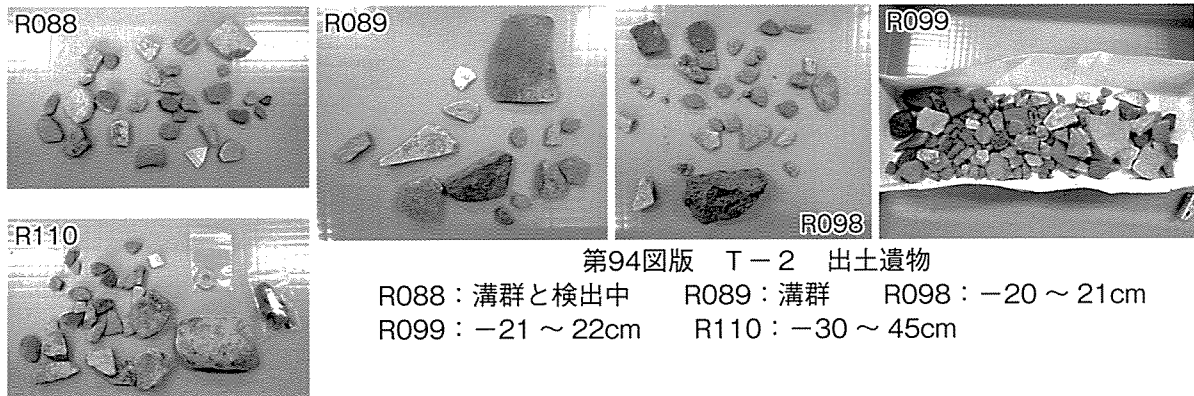 R088
R089
R098
R099
R110
第94図版　T－2　出土遺物
R088：溝群と検出中　R089：溝群　R098：－20～21cm
R099：－21～22cm　R110：－30～45cm